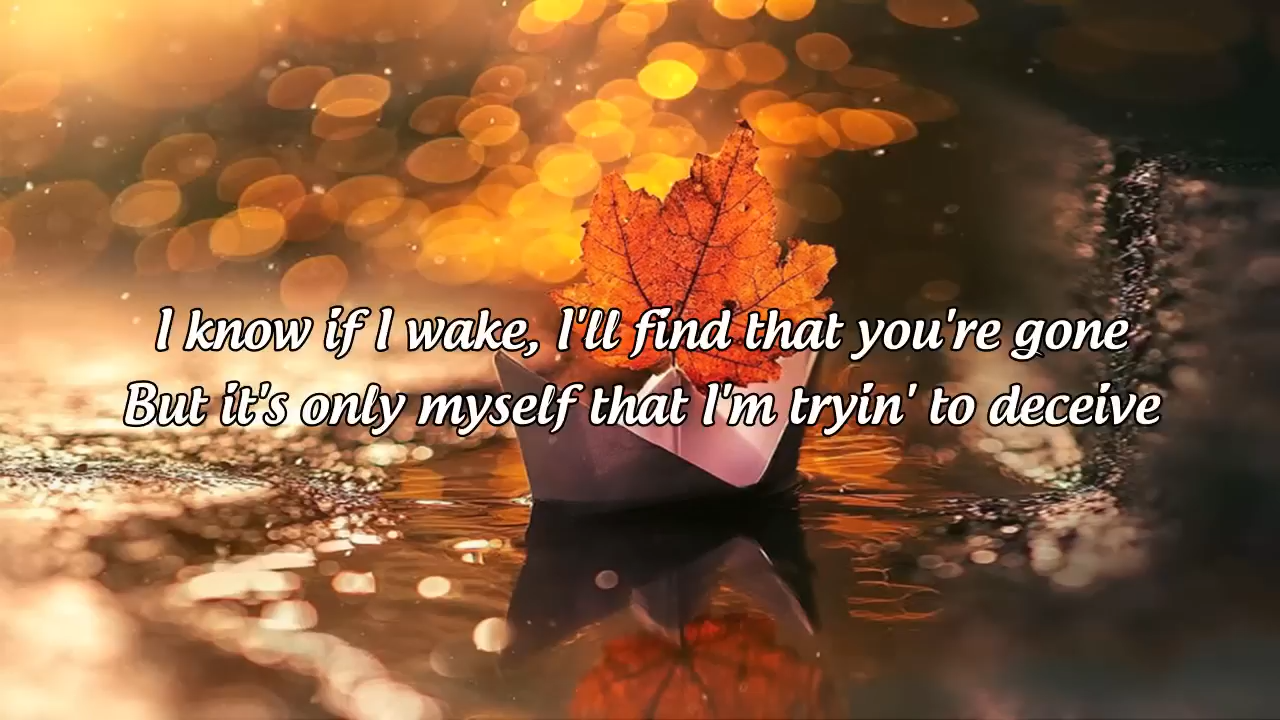 I know if I wake, I'll find that you're gone
But it's only myself that I'm tryin' to deceive